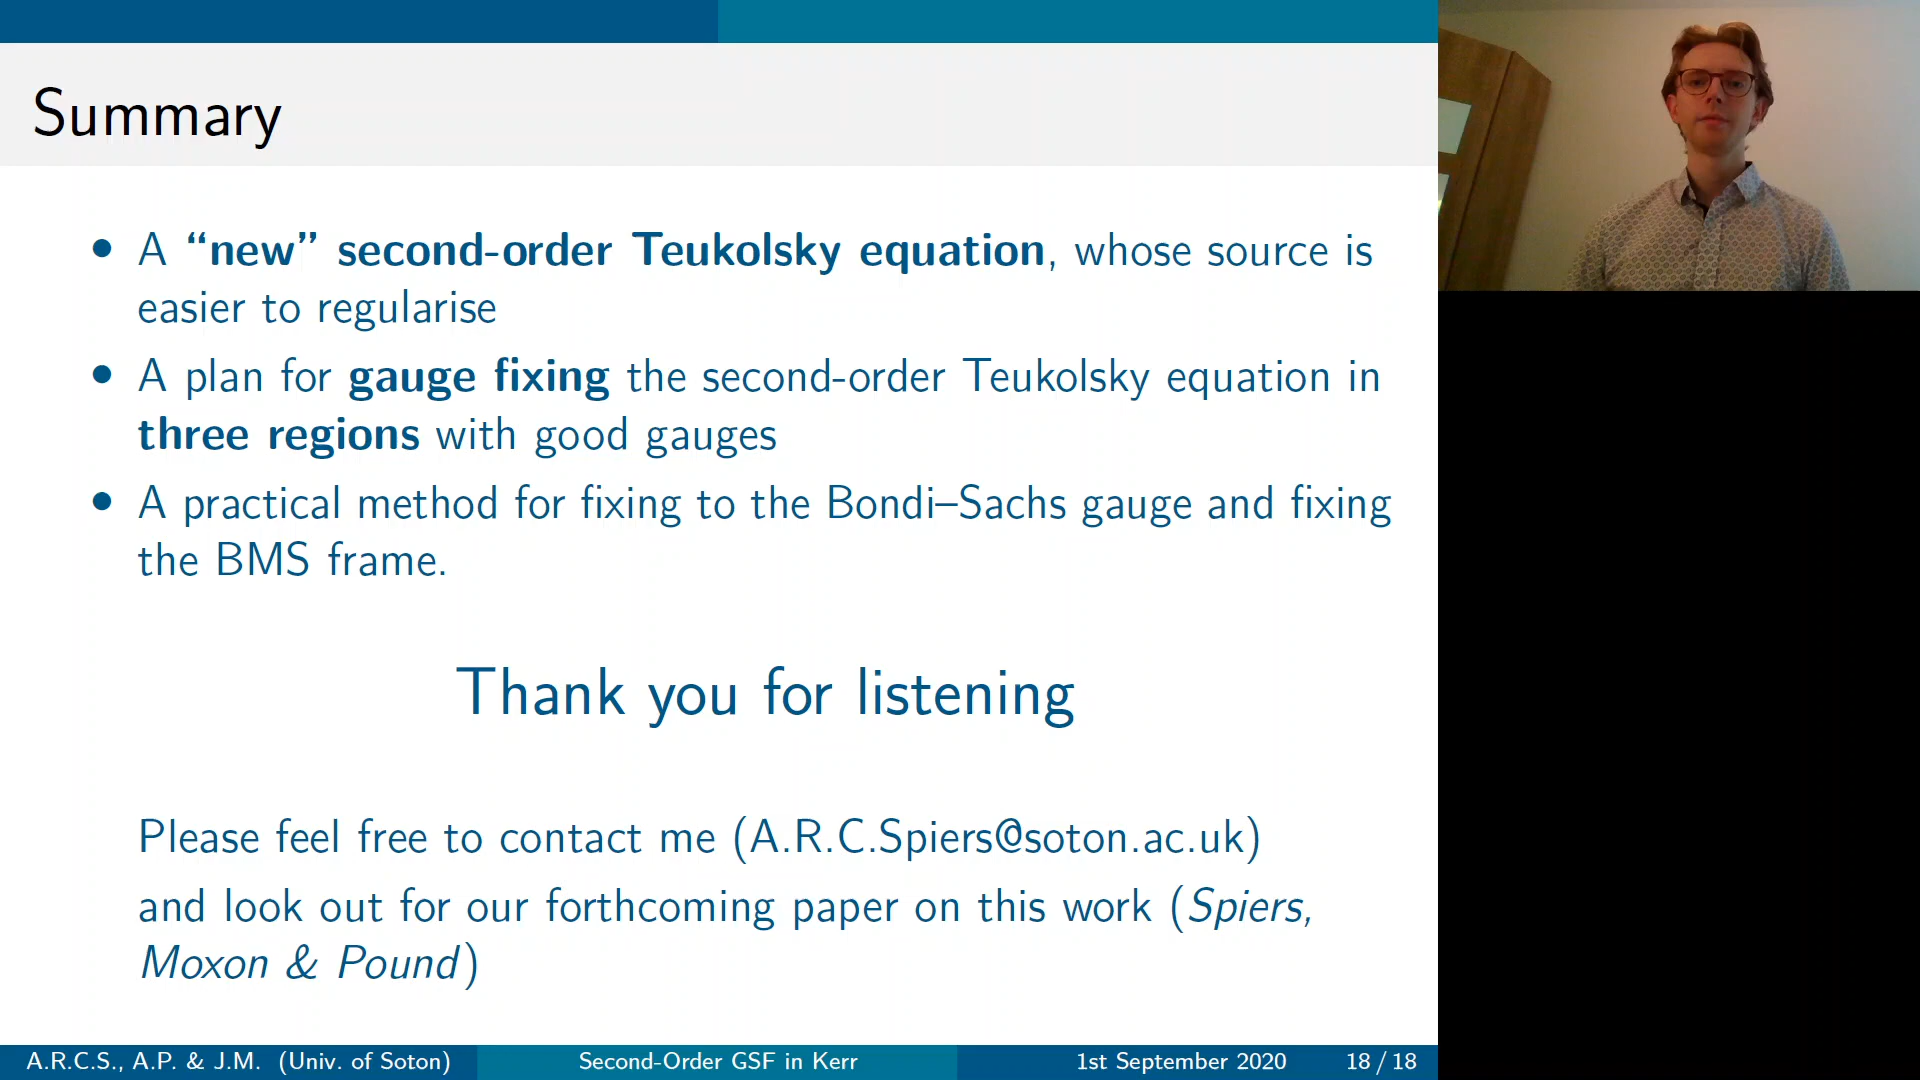 Summary
• A “new” second-order Teukolsky equation, whose source is
easier to regularise
• A plan for gauge fixing the second-order Teukolsky equation in
three regions with good gauges
• A practical method for fixing to the Bondi–Sachs gauge and fixing
the BMS frame.
Thank you for listening
Please feel free to contact me (A.R.C.Spiers@soton.ac.uk)
and look out for our forthcoming paper on this work (Spiers,
Moxon & Pound)
A.R.C.S., A.P. & J.M. (Univ. of Soton) Second-Order GSF in Kerr 1st September 2020 18 / 18